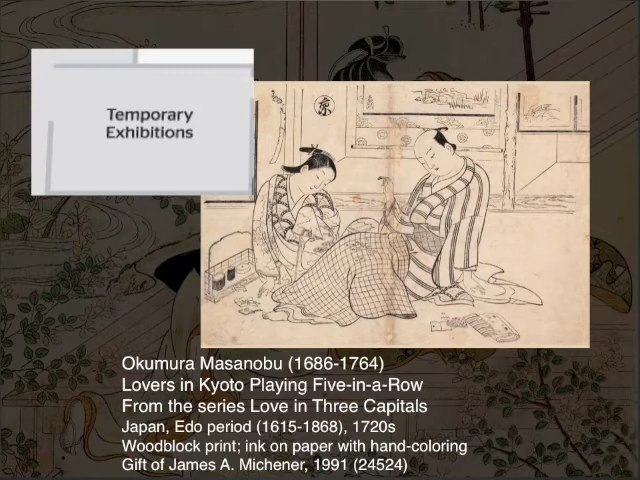 Temporary
Exhibitions
京
Okumura Masanobu (1686-1764)
Lovers in Kyoto Playing Five-in-a-Row
From the series Love in Three Capitals
Japan, Edo period (1615-1868), 1720s
Woodblock print; ink on paper with hand-coloring
Gift of James A. Michener, 1991 (24524)